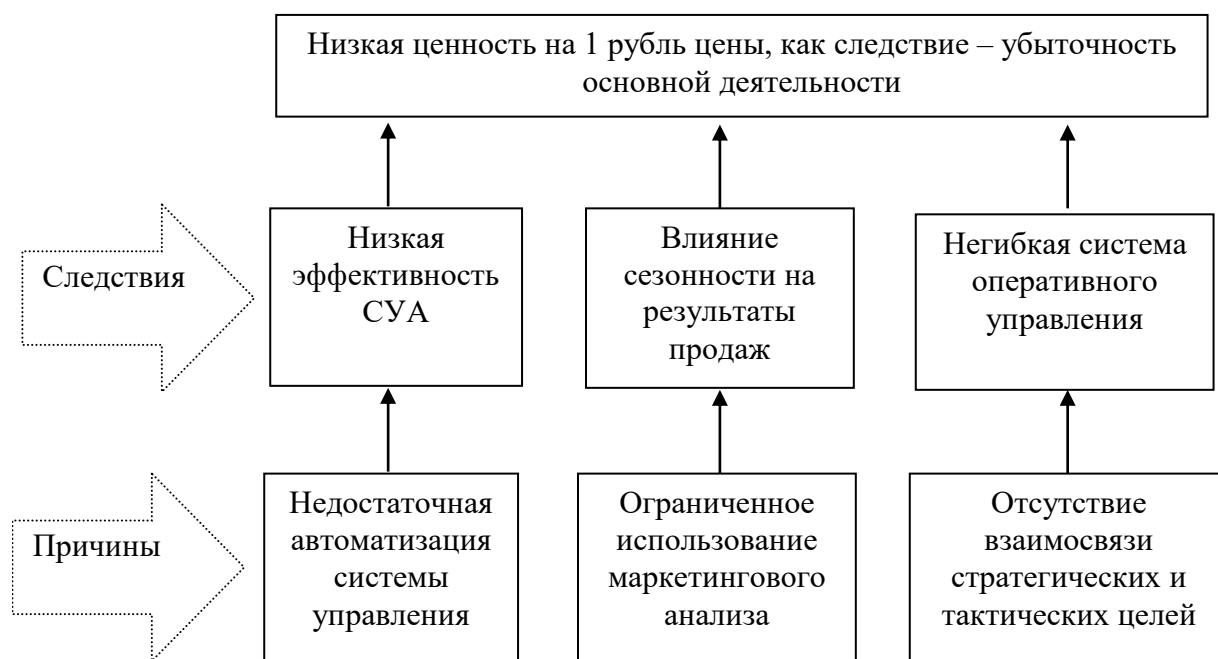 Низкая ценность на 1 рубль цены, как следствие – убыточность
основной деятельности
Следствия
Низкая
эффективность
СУА
Влияние
сезонности на
результаты
продаж
Негибкая система
оперативного
управления
Причины
Недостаточная
автоматизация
системы
управления
Ограниченное
использование
маркетингового
анализа
Отсутствие
взаимосвязи
стратегических и
тактических целей